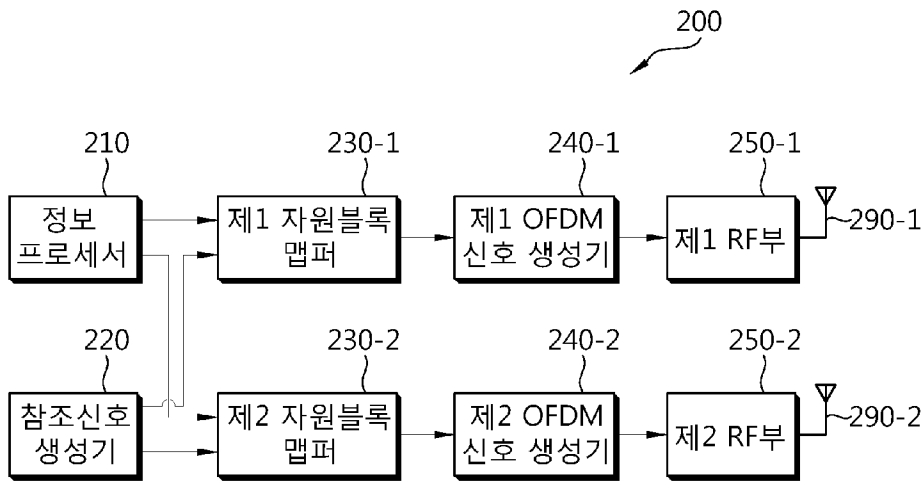 200
210
230-1
240-1
250-1
정보
프로세서
제1 자원블록
맵퍼
제1 OFDM
신호 생성기
제1 RF부
290-1
220
230-2
240-2
250-2
참조신호
생성기
제2 자원블록
맵퍼
제2 OFDM
신호 생성기
제2 RF부
290-2